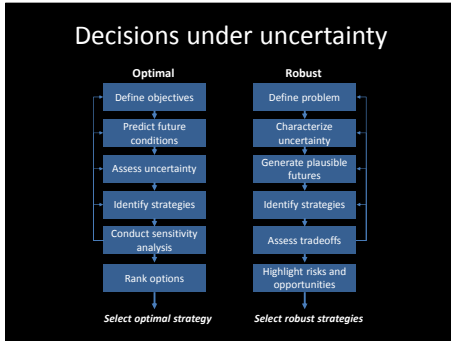 Decisions under uncertainty
Optimal
Define objectives
Predict future
conditions
Assess uncertainty
Identify strategies
Conduct sensitivity
analysis
Rank options
Select optimal strategy
Robust
Define problem
Characterize
uncertainty
Generate plausible
futures
Identify strategies
Assess tradeoffs
Highlight risks and
opportunities
Select robust strategies